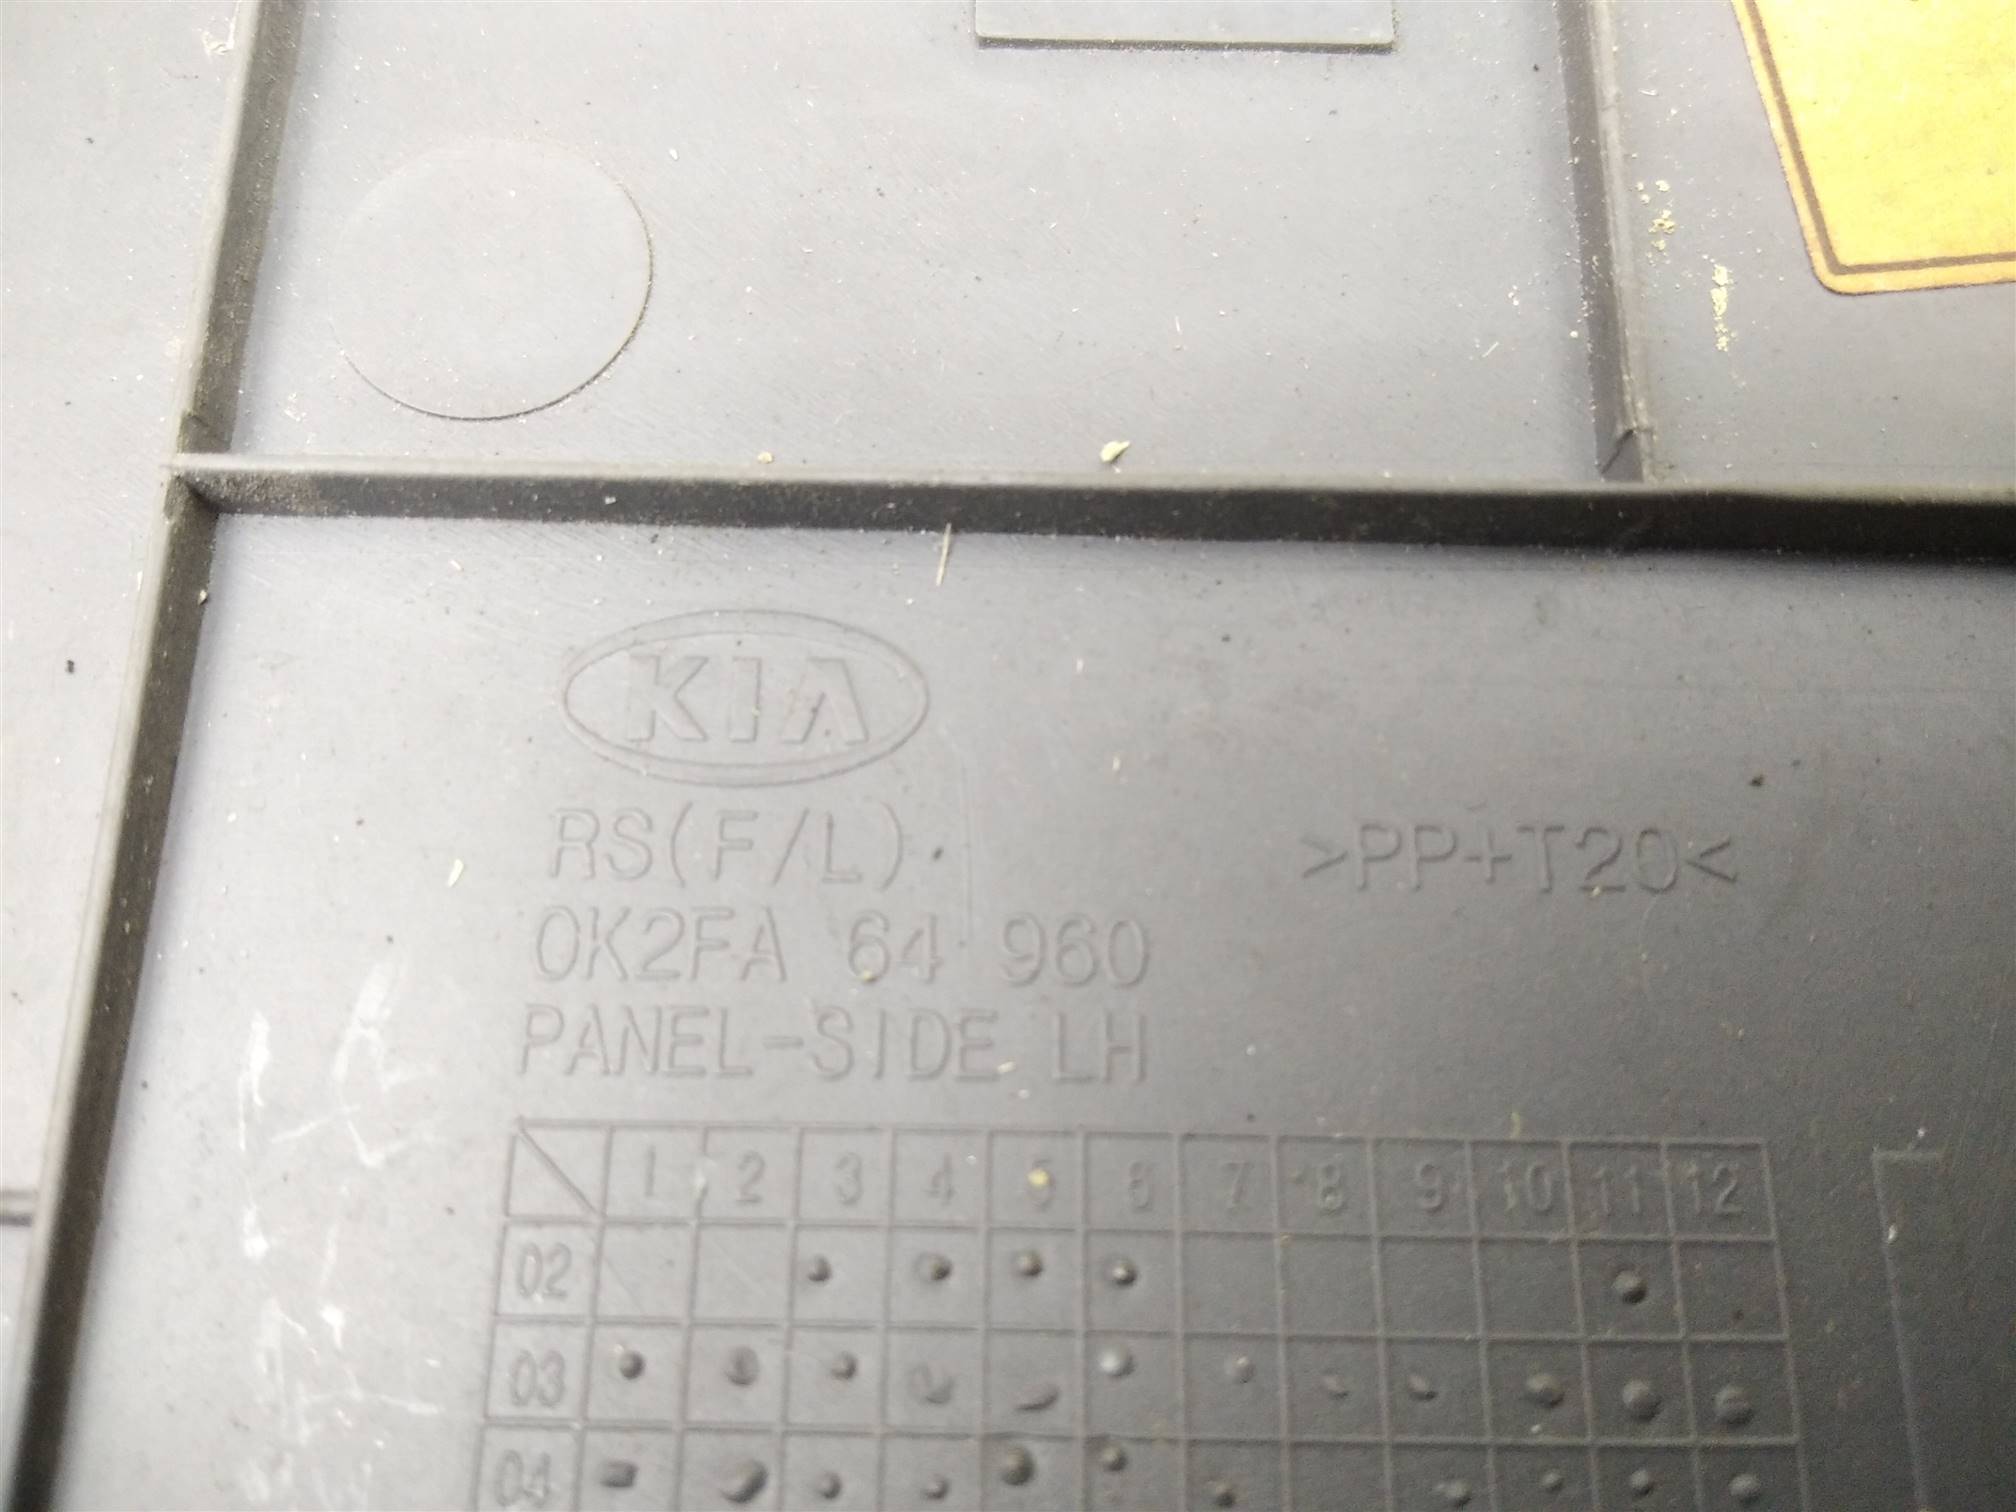 KIA
RS(F/L)
>PP+T20<
0K2FA 64 960
PANEL-SIDE LH
1 2 3 4 5 6 7 8 9 10 11 12
02
03
04